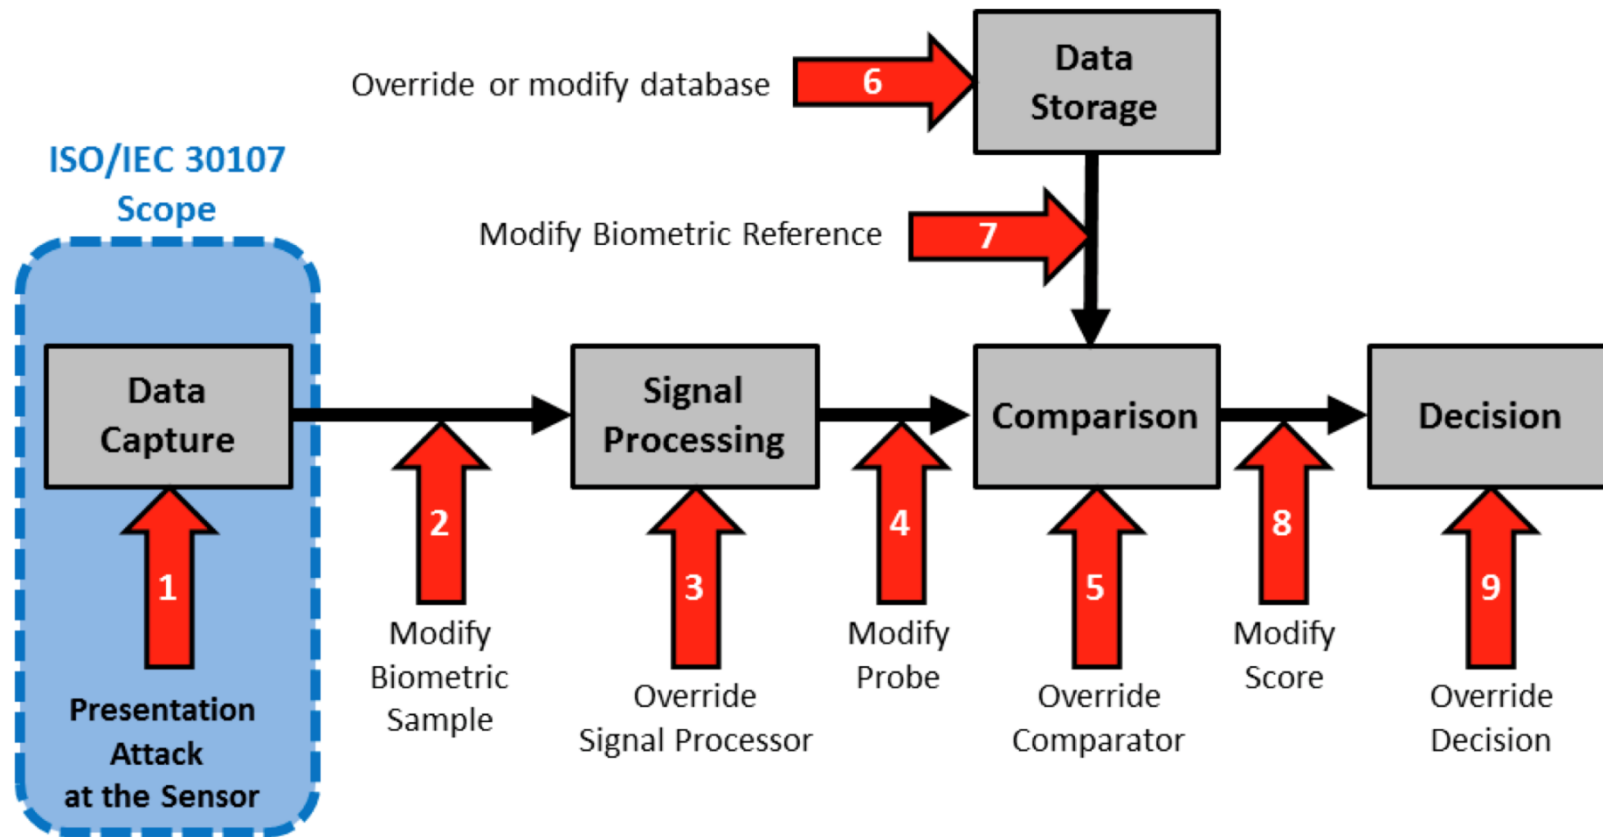 Override or modify database
6
Data
Storage
ISO/IEC 30107
Scope
Modify Biometric Reference
7
Data
Capture
Signal
Processing
Comparison
Decision
1
2
3
4
5
8
9
Presentation
Attack
at the Sensor
Modify
Biometric
Sample
Override
Signal Processor
Modify
Probe
Override
Comparator
Modify
Score
Override
Decision